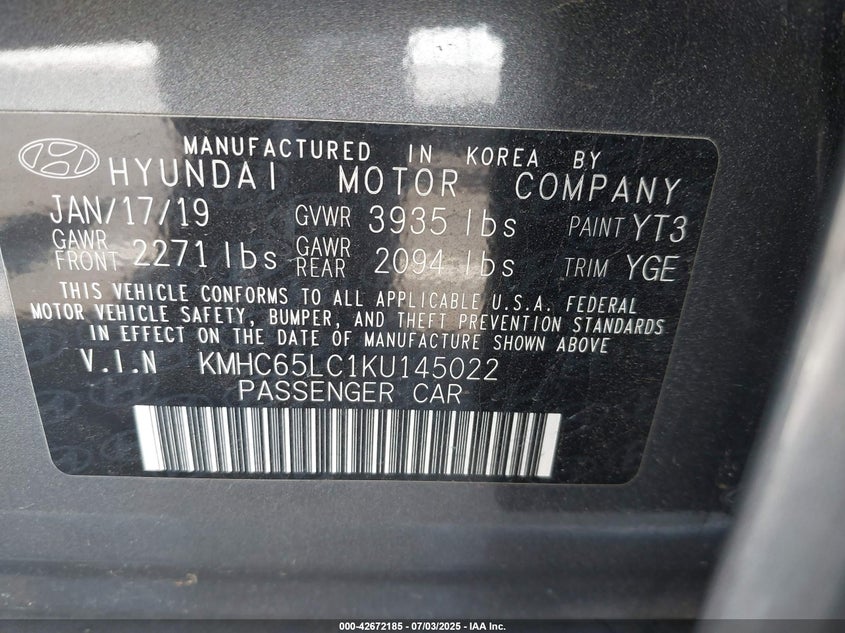 MANUFACTURED IN KOREA BY
HYUNDAI MOTOR COMPANY
JAN/17/19 GVWR 3935 lbs PAINT YT3
GAWR FRONT 2271 lbs GAWR REAR 2094 lbs TRIM YGE
THIS VEHICLE CONFORMS TO ALL APPLICABLE U.S.A. FEDERAL
MOTOR VEHICLE SAFETY, BUMPER, AND THEFT PREVENTION STANDARDS
IN EFFECT ON THE DATE OF MANUFACTURE SHOWN ABOVE
V.I.N KMHC65LC1KU145022
PASSENGER CAR
000-42672185 - 07/03/2025 - IAA Inc.